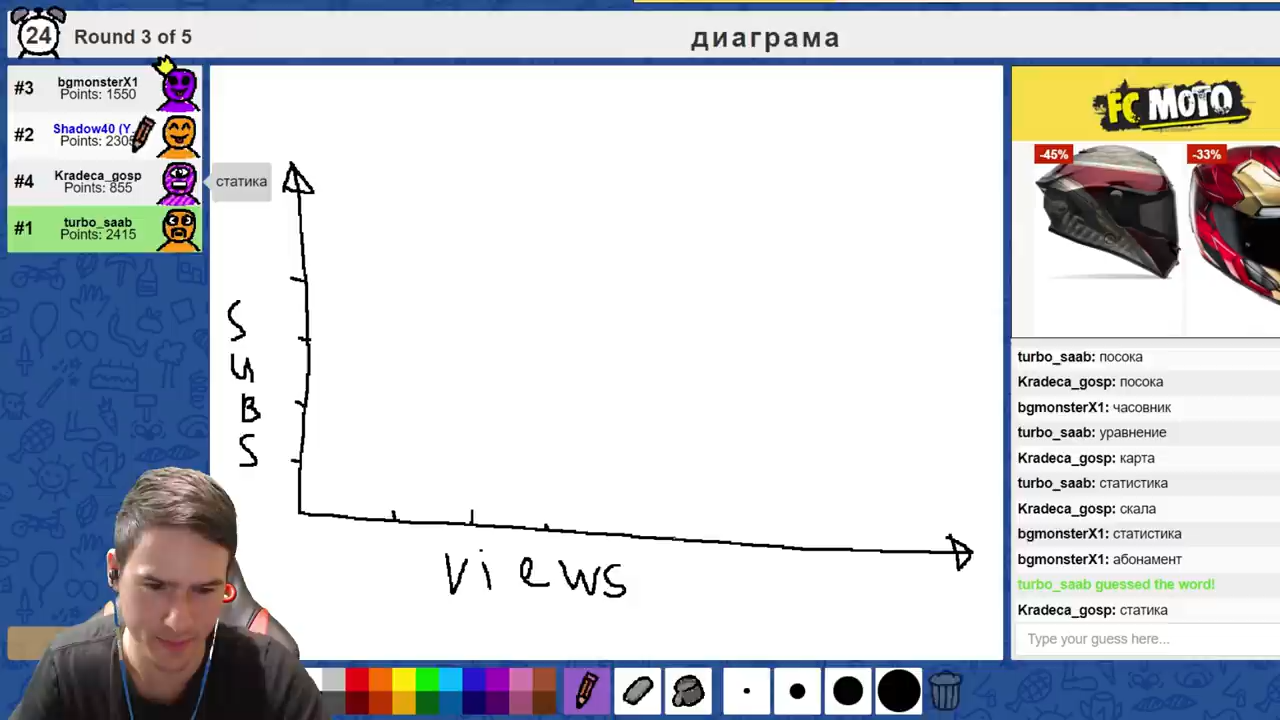 24
Round 3 of 5
диаграма
#3
bgmonsterX1
Points: 1550
#2
Shadow40 (Y
Points: 2305
#4
Kradeca_gosp
Points: 855
статика
#1
turbo_saab
Points: 2415
SUBS
views
FC MOTO
-45%
-33%
turbo_saab: посока
Kradeca_gosp: посока
bgmonsterX1: часовник
turbo_saab: уравнение
Kradeca_gosp: карта
turbo_saab: статистика
Kradeca_gosp: скала
bgmonsterX1: статистика
bgmonsterX1: абонамент
turbo_saab guessed the word!
Kradeca_gosp: статика
Type your guess here...